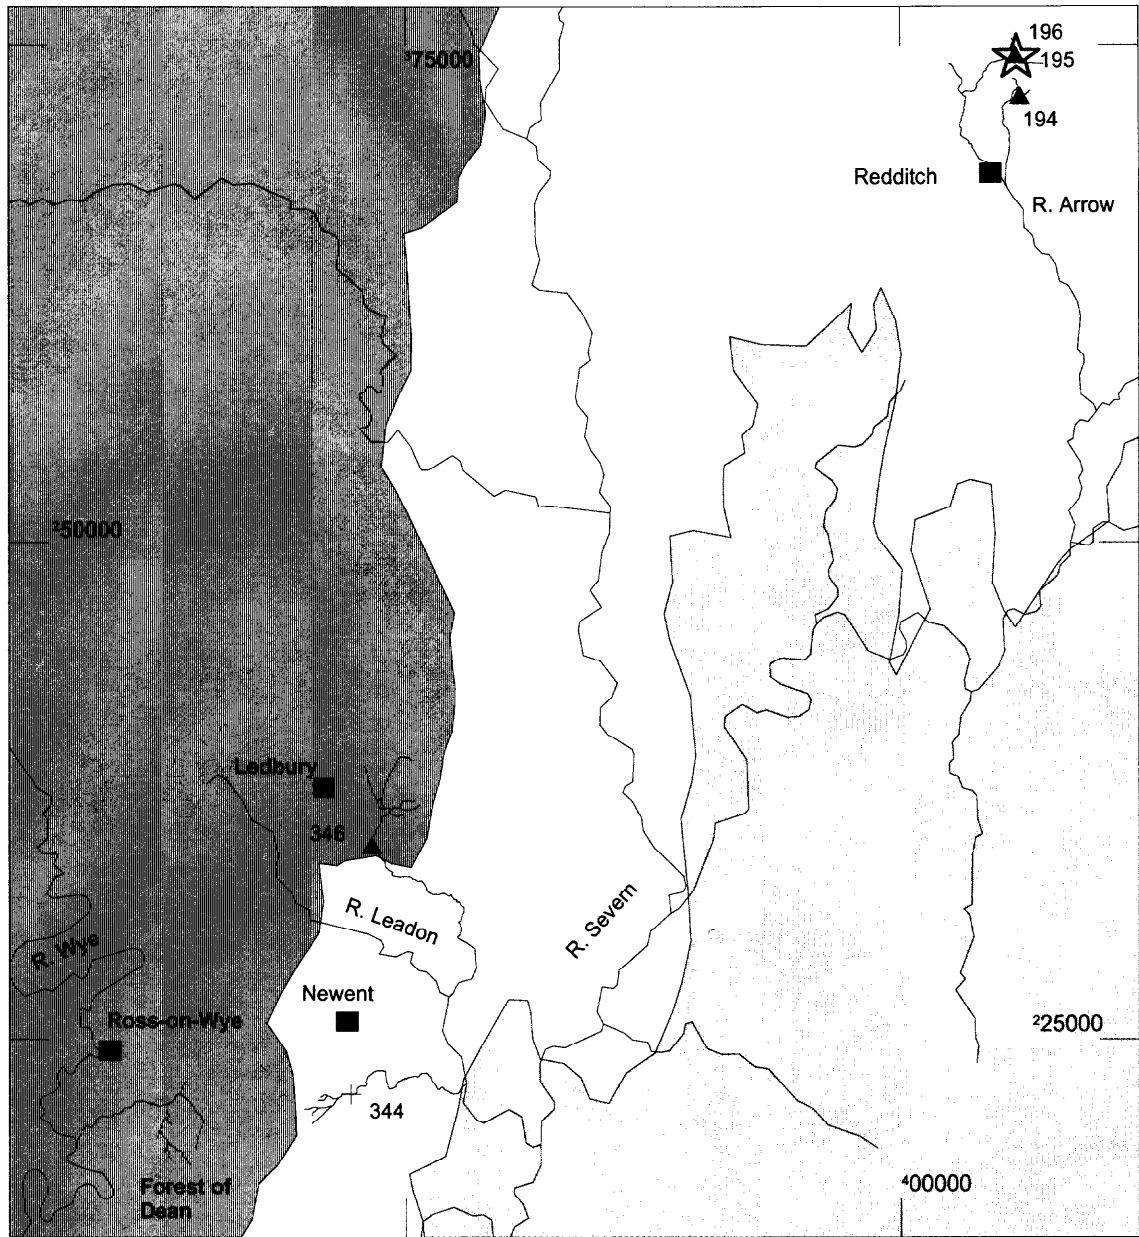 196
³75000
195
194
Redditch
R. Arrow
²50000
Ledbury
346
R. Leadon
R. Severn
R. Wye
Newent
Ross-on-Wye
²25000
344
⁴00000
Forest of
Dean